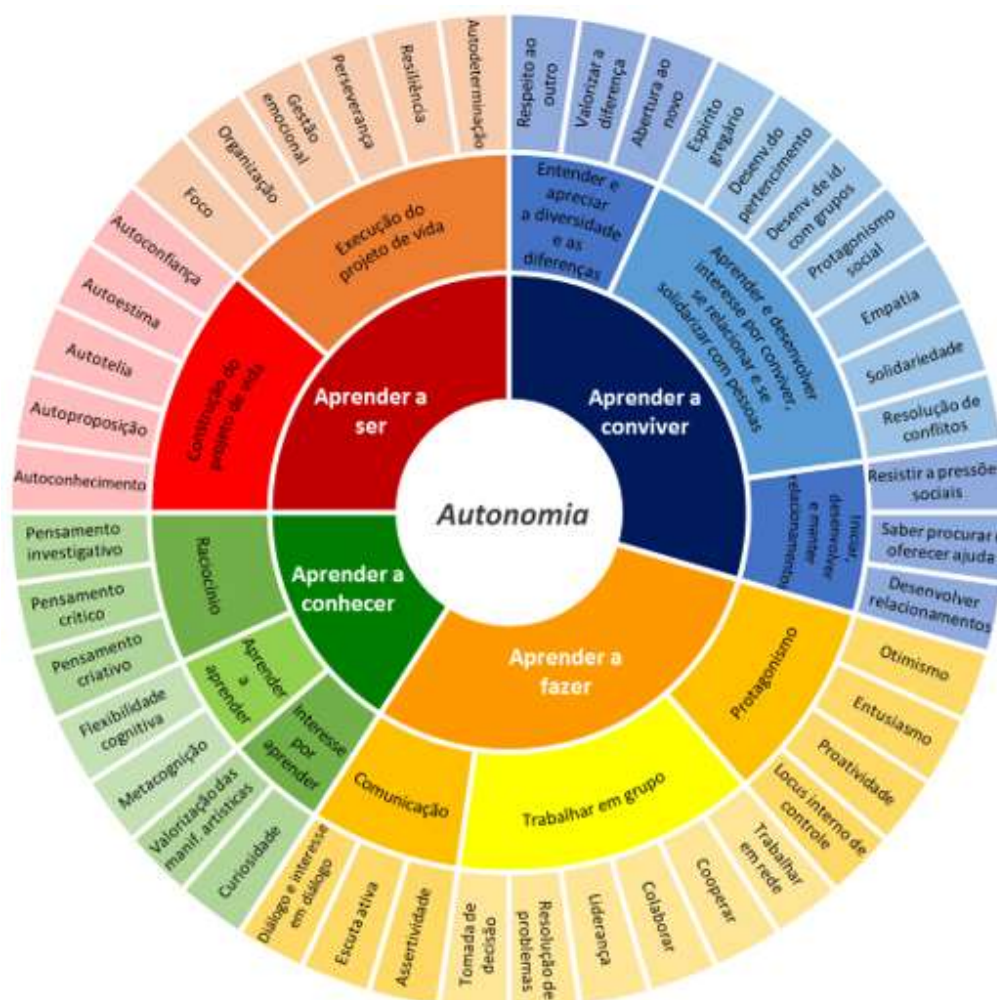 Autonomia
Aprender a
ser
Execução do
projeto de vida
Autodeterminação
Resiliência
Perseverança
Gestão
emocional
Organização
Foco
Construção do
projeto de vida
Autoconfiança
Autoestima
Autotelia
Autoproposição
Autoconhecimento
Aprender a
conviver
Entender e
apreciar
a diversidade
e as
diferenças
Respeito ao
outro
Valorizar a
diferença
Abertura ao
novo
Aprender e desenvolver
interesse por conviver,
se relacionar e se
solidarizar com pessoas
Espírito
gregário
Desenv.do
pertencimento
Desenv. de id.
com grupos
Protagonismo
social
Empatia
Solidariedade
Resolução de
conflitos
Iniciar,
desenvolver
e manter
relacionamentos
Resistir a pressões
sociais
Saber procurar e
oferecer ajuda
Desenvolver
relacionamentos
Aprender a
fazer
Protagonismo
Otimismo
Entusiasmo
Proatividade
Locus interno de
controle
Trabalhar em grupo
Trabalhar
em rede
Cooperar
Colaborar
Liderança
Resolução de
problemas
Tomada de
decisão
Comunicação
Assertividade
Escuta ativa
Diálogo e interesse
em diálogo
Aprender a
conhecer
Interesse
por
aprender
Curiosidade
Valorização das
manif. artísticas
Aprender
a
aprender
Metacognição
Flexibilidade
cognitiva
Raciocínio
Pensamento
criativo
Pensamento
crítico
Pensamento
investigativo